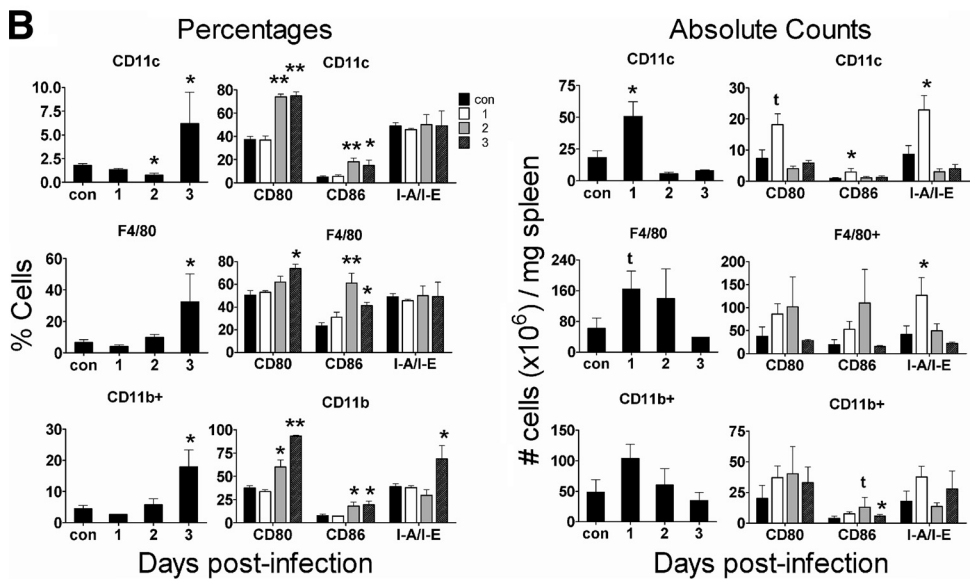 B
Percentages
Absolute Counts
CD11c
CD11c
CD11c
CD11c
% Cells
10.0
7.5
5.0
2.5
0.0
*
*
con
1
2
3
80
60
40
20
0
** **
** *
CD80
CD86
I-A/I-E
con
1
2
3
# cells (x10⁶) / mg spleen
75
50
25
0
*
con
1
2
3
30
20
10
0
t
*
*
CD80
CD86
I-A/I-E
F4/80
F4/80
F4/80
F4/80+
60
40
20
0
*
con
1
2
3
80
60
40
20
0
*
** *
CD80
CD86
I-A/I-E
240
160
80
0
t
con
1
2
3
200
150
100
50
0
*
CD80
CD86
I-A/I-E
CD11b+
CD11b
CD11b+
CD11b+
30
20
10
0
*
con
1
2
3
100
75
50
25
0
* **
* *
*
CD80
CD86
I-A/I-E
150
100
50
0
con
1
2
3
75
50
25
0
t
*
CD80
CD86
I-A/I-E
Days post-infection
Days post-infection